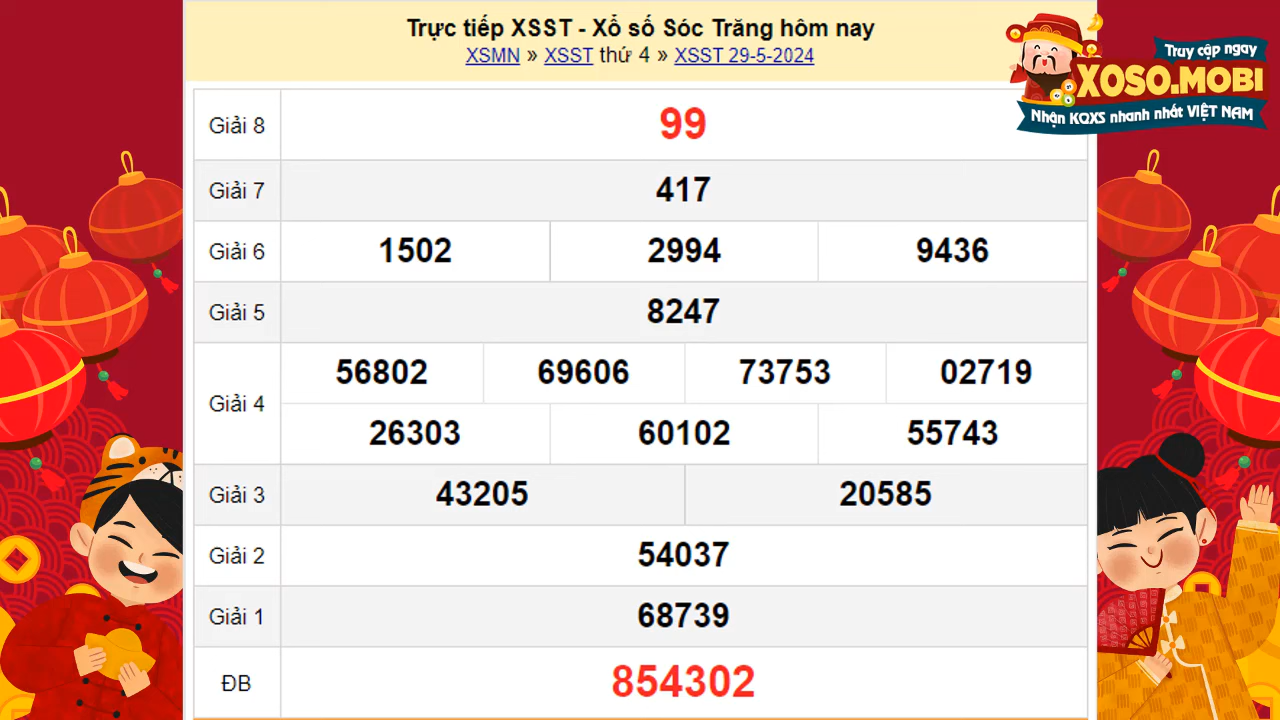 Trực tiếp XSST - Xổ số Sóc Trăng hôm nay
XSMN » XSST thứ 4 » XSST 29-5-2024
Truy cập ngay
XOSO.MOBI
Nhận KQXS nhanh nhất VIỆT NAM
Giải 8 99
Giải 7 417
Giải 6 1502 2994 9436
Giải 5 8247
Giải 4 56802 69606 73753 02719
26303 60102 55743
Giải 3 43205 20585
Giải 2 54037
Giải 1 68739
ĐB 854302